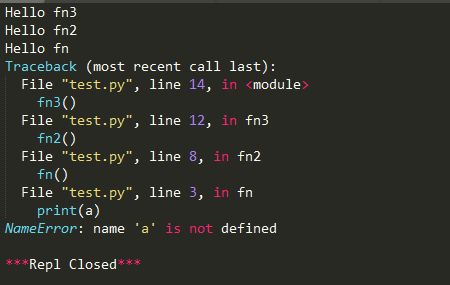 Hello fn3
Hello fn2
Hello fn
Traceback (most recent call last):
  File "test.py", line 14, in <module>
    fn3()
  File "test.py", line 12, in fn3
    fn2()
  File "test.py", line 8, in fn2
    fn()
  File "test.py", line 3, in fn
    print(a)
NameError: name 'a' is not defined

***Repl Closed***